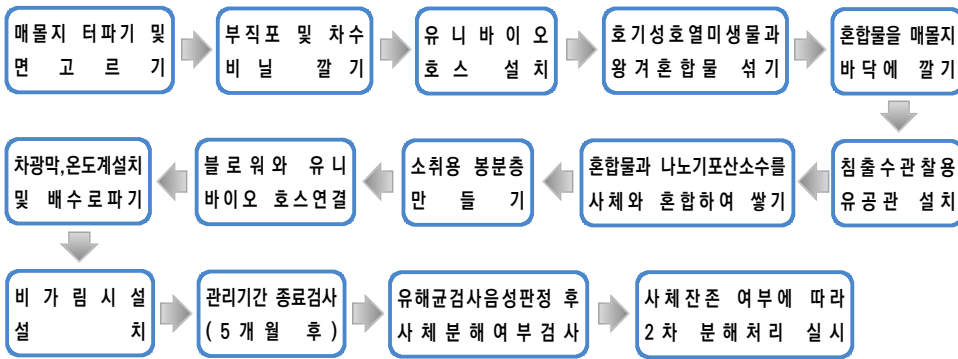 매몰지 터파기 및
면 고 르 기
부직포 및 차수
비 닐 깔 기
유 니 바 이 오
호 스 설 치
호기성호열미생물과
왕겨혼합물 섞기
혼합물을 매몰지
바닥에 깔기
침출수관찰용
유공관 설치
혼합물과 나노기포산소수를
사체와 혼합하여 쌓기
소취용 봉분층
만 들 기
블로워와 유니
바이오 호스연결
차광막,온도계설치
및 배수로파기
비 가 림 시 설
설 치
관리기간 종료검사
(5개월 후)
유해균검사음성판정 후
사체분해여부검사
사체잔존 여부에 따라
2차 분해처리 실시